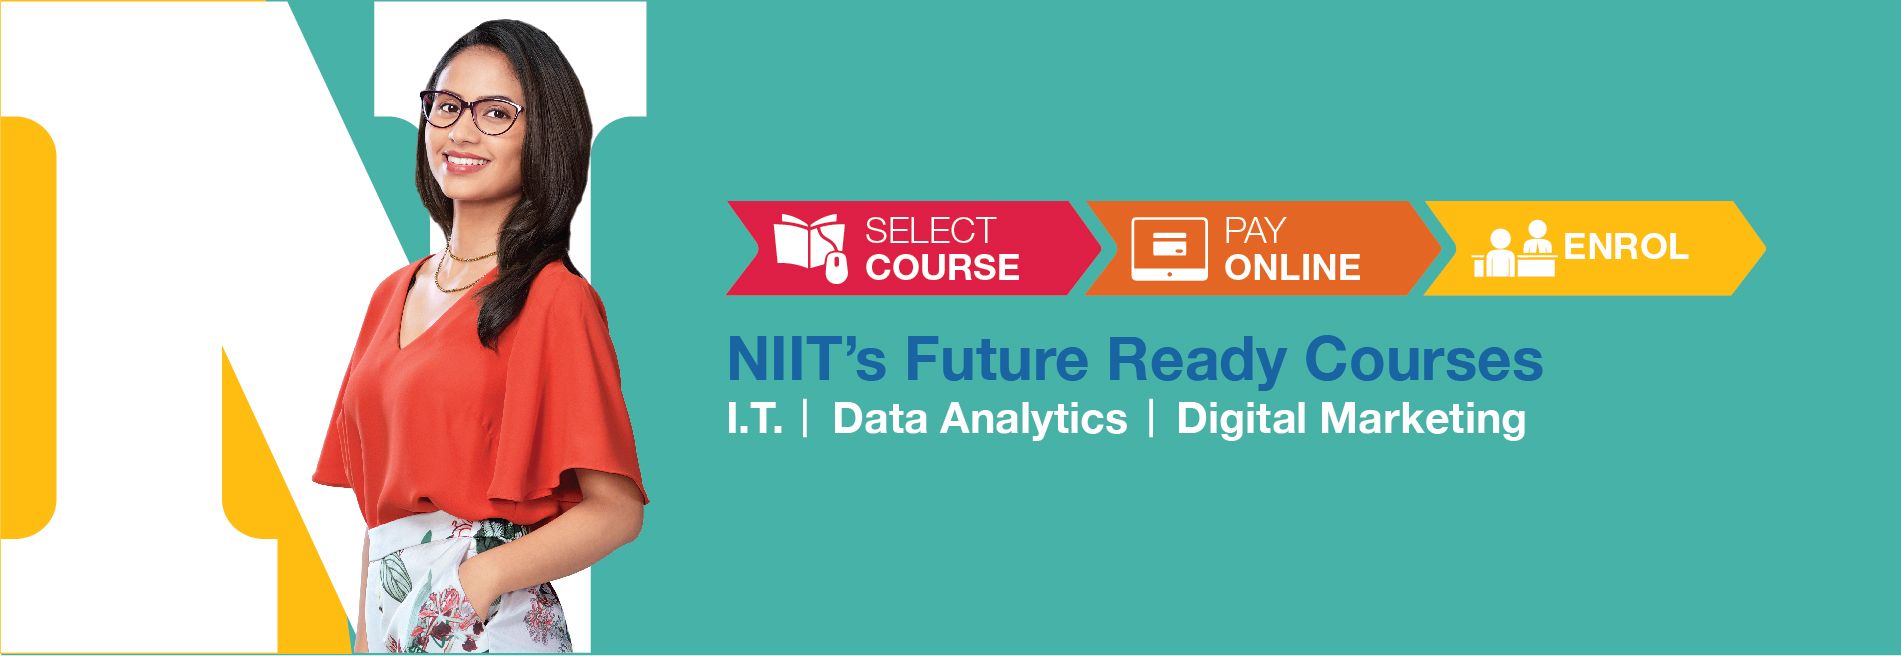 SELECT
COURSE
PAY
ONLINE
ENROL
NIIT’s Future Ready Courses
I.T. | Data Analytics | Digital Marketing